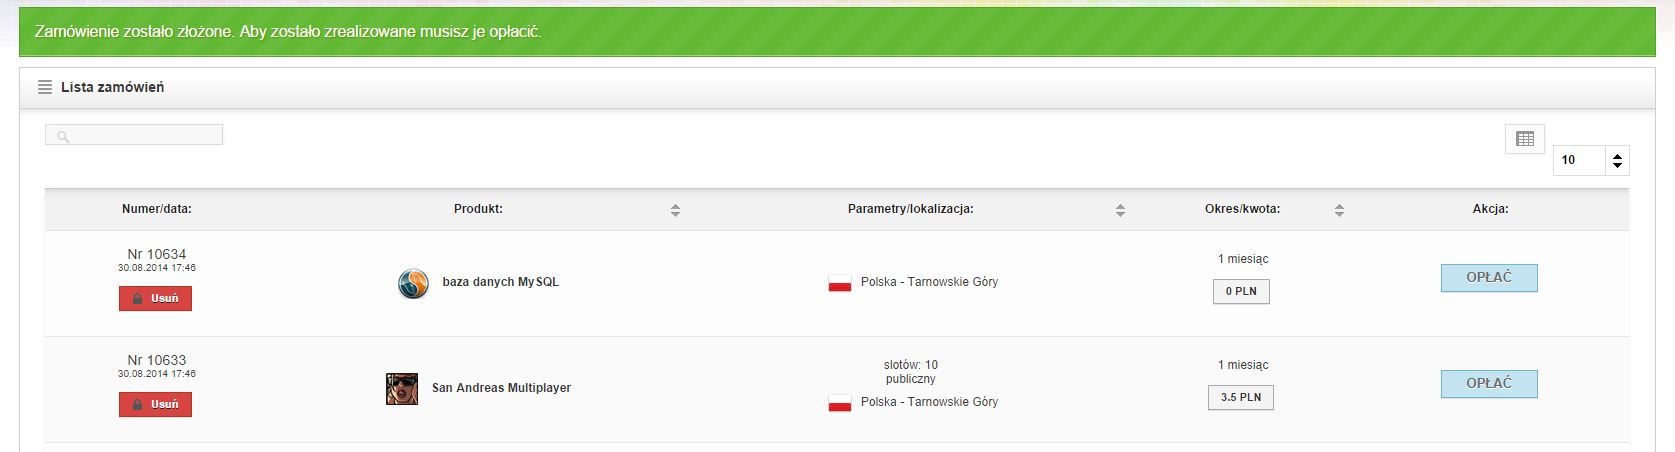 Zamówienie zostało złożone. Aby zostało zrealizowane musisz je opłacić.
Lista zamówień
10
Numer/data: Produkt: Parametry/lokalizacja: Okres/kwota: Akcja:
Nr 10634
30.08.2014 17:46
Usuń
baza danych MySQL
Polska - Tarnowskie Góry
1 miesiąc
0 PLN
OPŁAĆ
Nr 10633
30.08.2014 17:46
Usuń
San Andreas Multiplayer
slotów: 10
publiczny
Polska - Tarnowskie Góry
1 miesiąc
3.5 PLN
OPŁAĆ